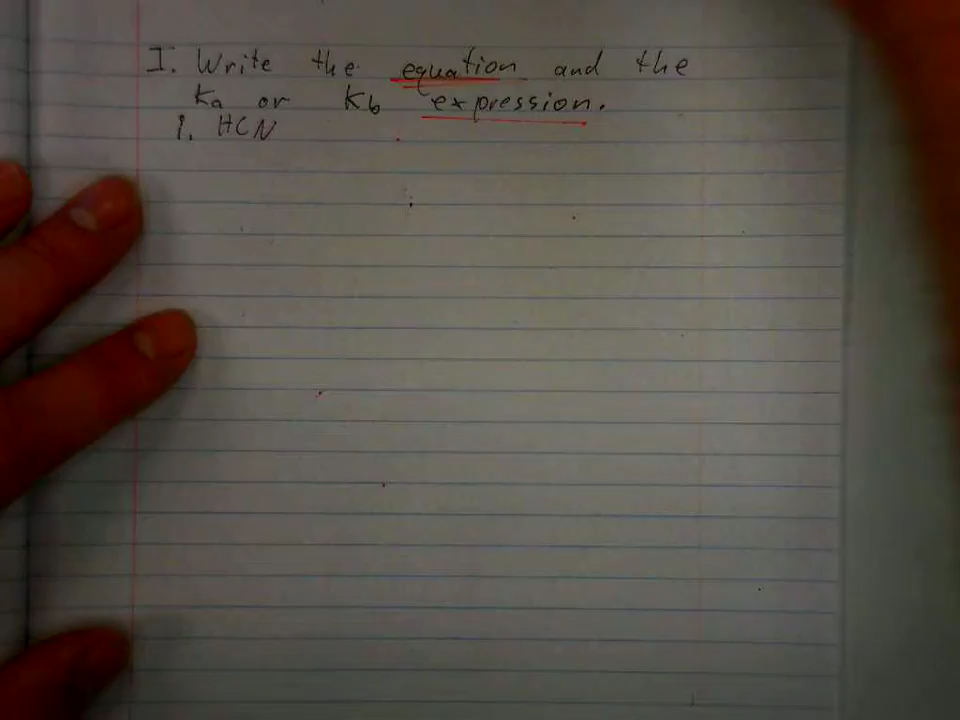 I. Write the equation and the
Ka or Kb expression.
1. HCN